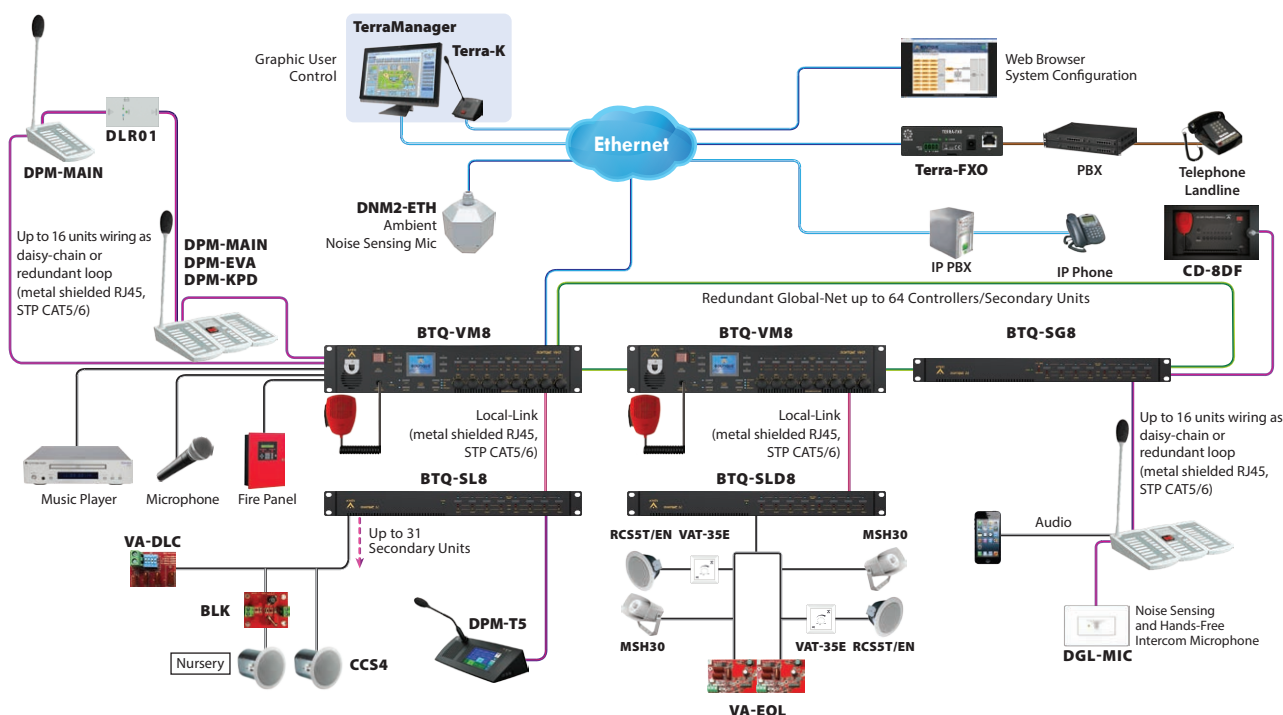 TerraManager
Terra-K
Graphic User
Control
Web Browser
System Configuration
DLR01
DPM-MAIN
Ethernet
TERRA-FXO
Terra-FXO
PBX
Telephone
Landline
DNM2-ETH
Ambient
Noise Sensing Mic
Up to 16 units wiring as
daisy-chain or
redundant loop
(metal shielded RJ45,
STP CAT5/6)
DPM-MAIN
DPM-EVA
DPM-KPD
IP PBX
IP Phone
CD-8DF
Redundant Global-Net up to 64 Controllers/Secondary Units
BTQ-VM8
BTQ-VM8
BTQ-SG8
Local-Link
(metal shielded RJ45,
STP CAT5/6)
Local-Link
(metal shielded RJ45,
STP CAT5/6)
Up to 16 units wiring as
daisy-chain or
redundant loop
(metal shielded RJ45,
STP CAT5/6)
Music Player
Microphone
Fire Panel
BTQ-SL8
BTQ-SLD8
Up to 31
Secondary Units
VA-DLC
RCS5T/EN
VAT-35E
MSH30
Audio
BLK
DPM-T5
Nursery
CCS4
MSH30
VAT-35E
RCS5T/EN
Noise Sensing
and Hands-Free
Intercom Microphone
DGL-MIC
VA-EOL